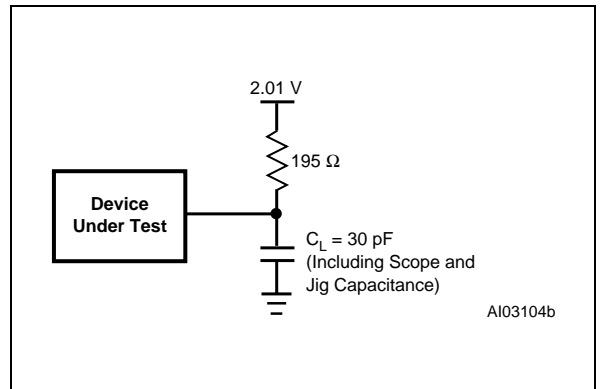 2.01 V
195 Ω
Device
Under Test
C_L = 30 pF
(Including Scope and
Jig Capacitance)
AI03104b